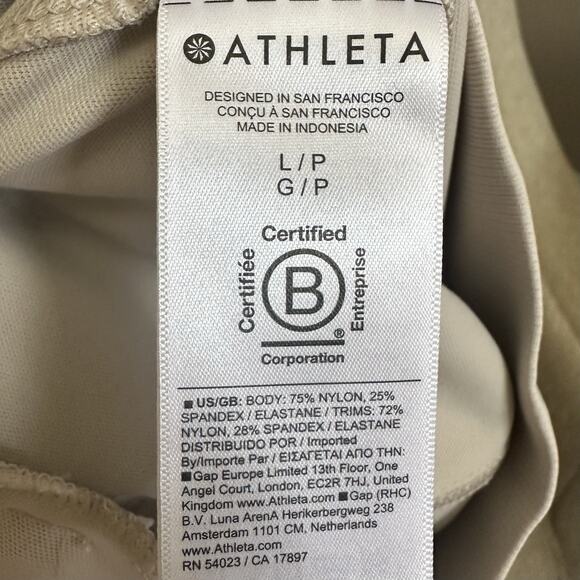 ATHLETA
DESIGNED IN SAN FRANCISCO
CONÇU À SAN FRANCISCO
MADE IN INDONESIA
L / P
G / P
Certified
Certifiée
B
Entreprise
®
Corporation
■ US/GB: BODY: 75% NYLON, 25%
SPANDEX / ELASTANE / TRIMS: 72%
NYLON, 28% SPANDEX / ELASTANE
DISTRIBUIDO POR / Imported
By/Importe Par / ΕΙΣΑΓΕΤΑΙ ΑΠΟ ΤΗΝ:
■Gap Europe Limited 13th Floor, One
Angel Court, London, EC2R 7HJ, United
Kingdom www.Athleta.com ■Gap (RHC)
B.V. Luna ArenA Herikerbergweg 238
Amsterdam 1101 CM, Netherlands
www.Athleta.com
RN 54023 / CA 17897